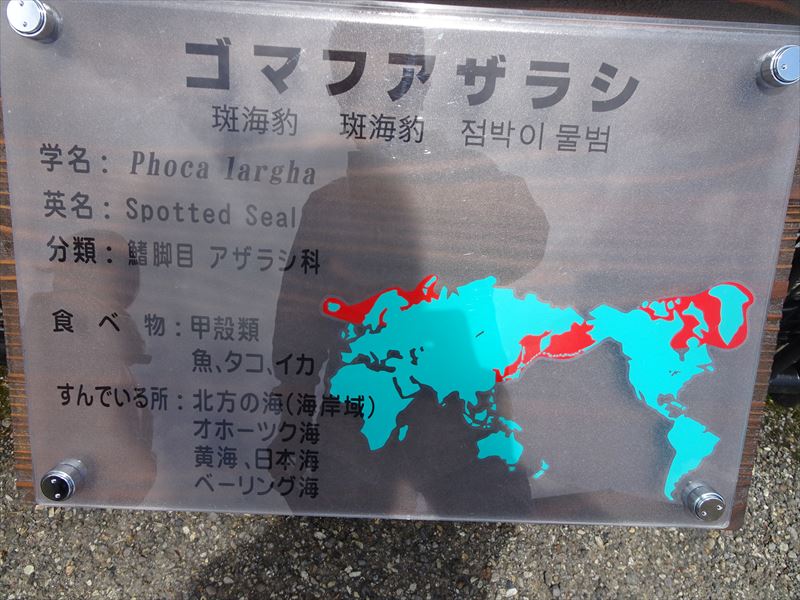 ゴマフアザラシ
斑海豹 斑海豹 점박이 물범
学名： Phoca largha
英名：Spotted Seal
分類：鰭脚目 アザラシ科
食べ物：甲殻類
魚、タコ、イカ
すんでいる所：北方の海(海岸域)
オホーツク海
黄海、日本海
ベーリング海